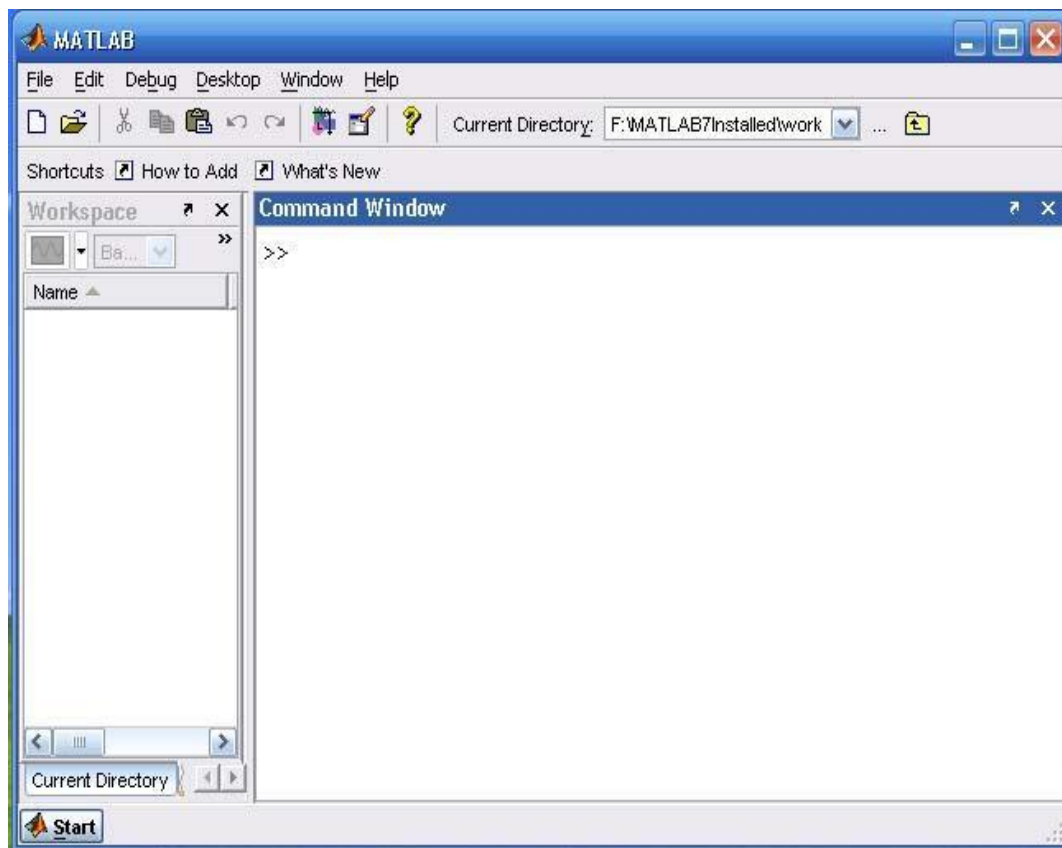 MATLAB
File Edit Debug Desktop Window Help
Current Directory: F:\MATLAB7Installed\work ...
Shortcuts How to Add What's New
Workspace
Command Window
Ba... »
>>
Name
Current Directory
Start